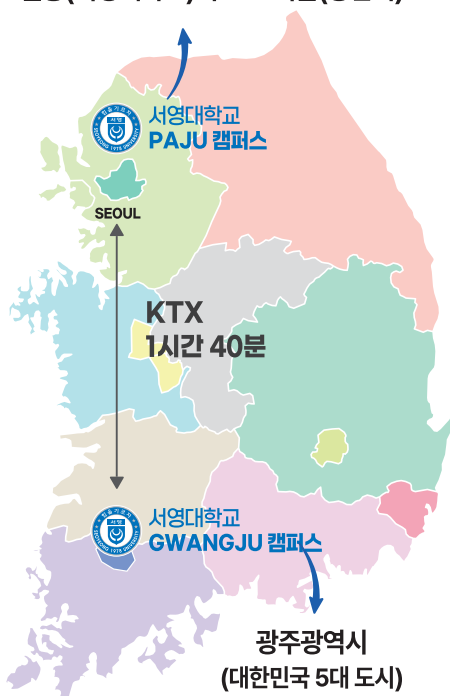 서영대학교
PAJU 캠퍼스
SEOUL
KTX
1시간 40분
서영대학교
GWANGJU 캠퍼스
광주광역시
(대한민국 5대 도시)